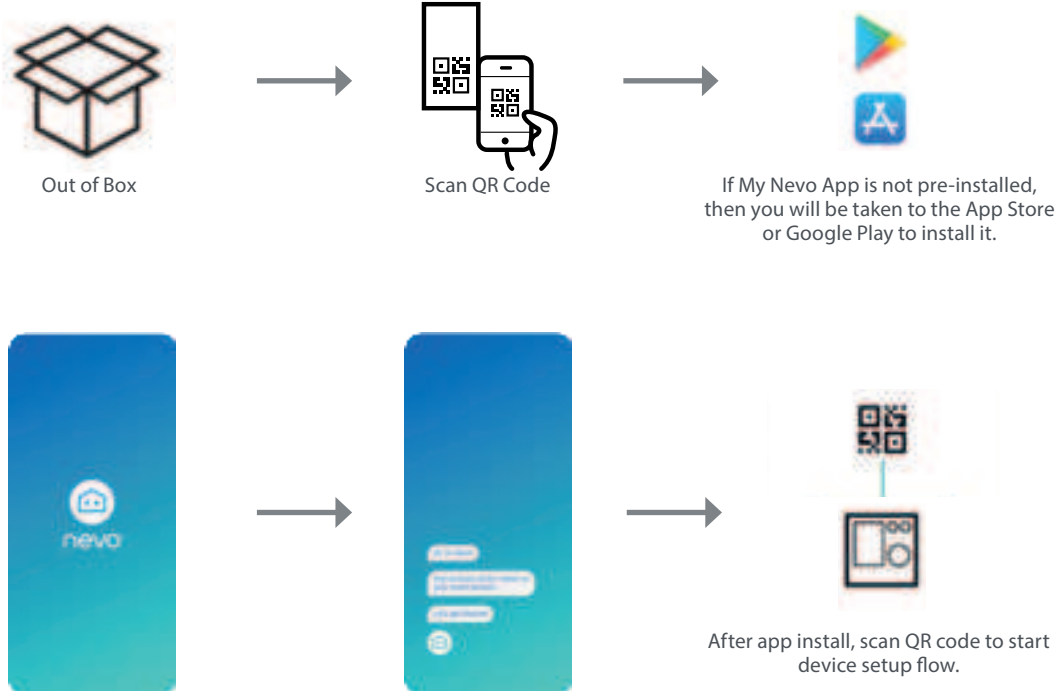 Out of Box
Scan QR Code
If My Nevo App is not pre-installed,
then you will be taken to the App Store
or Google Play to install it.
nevo
After app install, scan QR code to start
device setup flow.